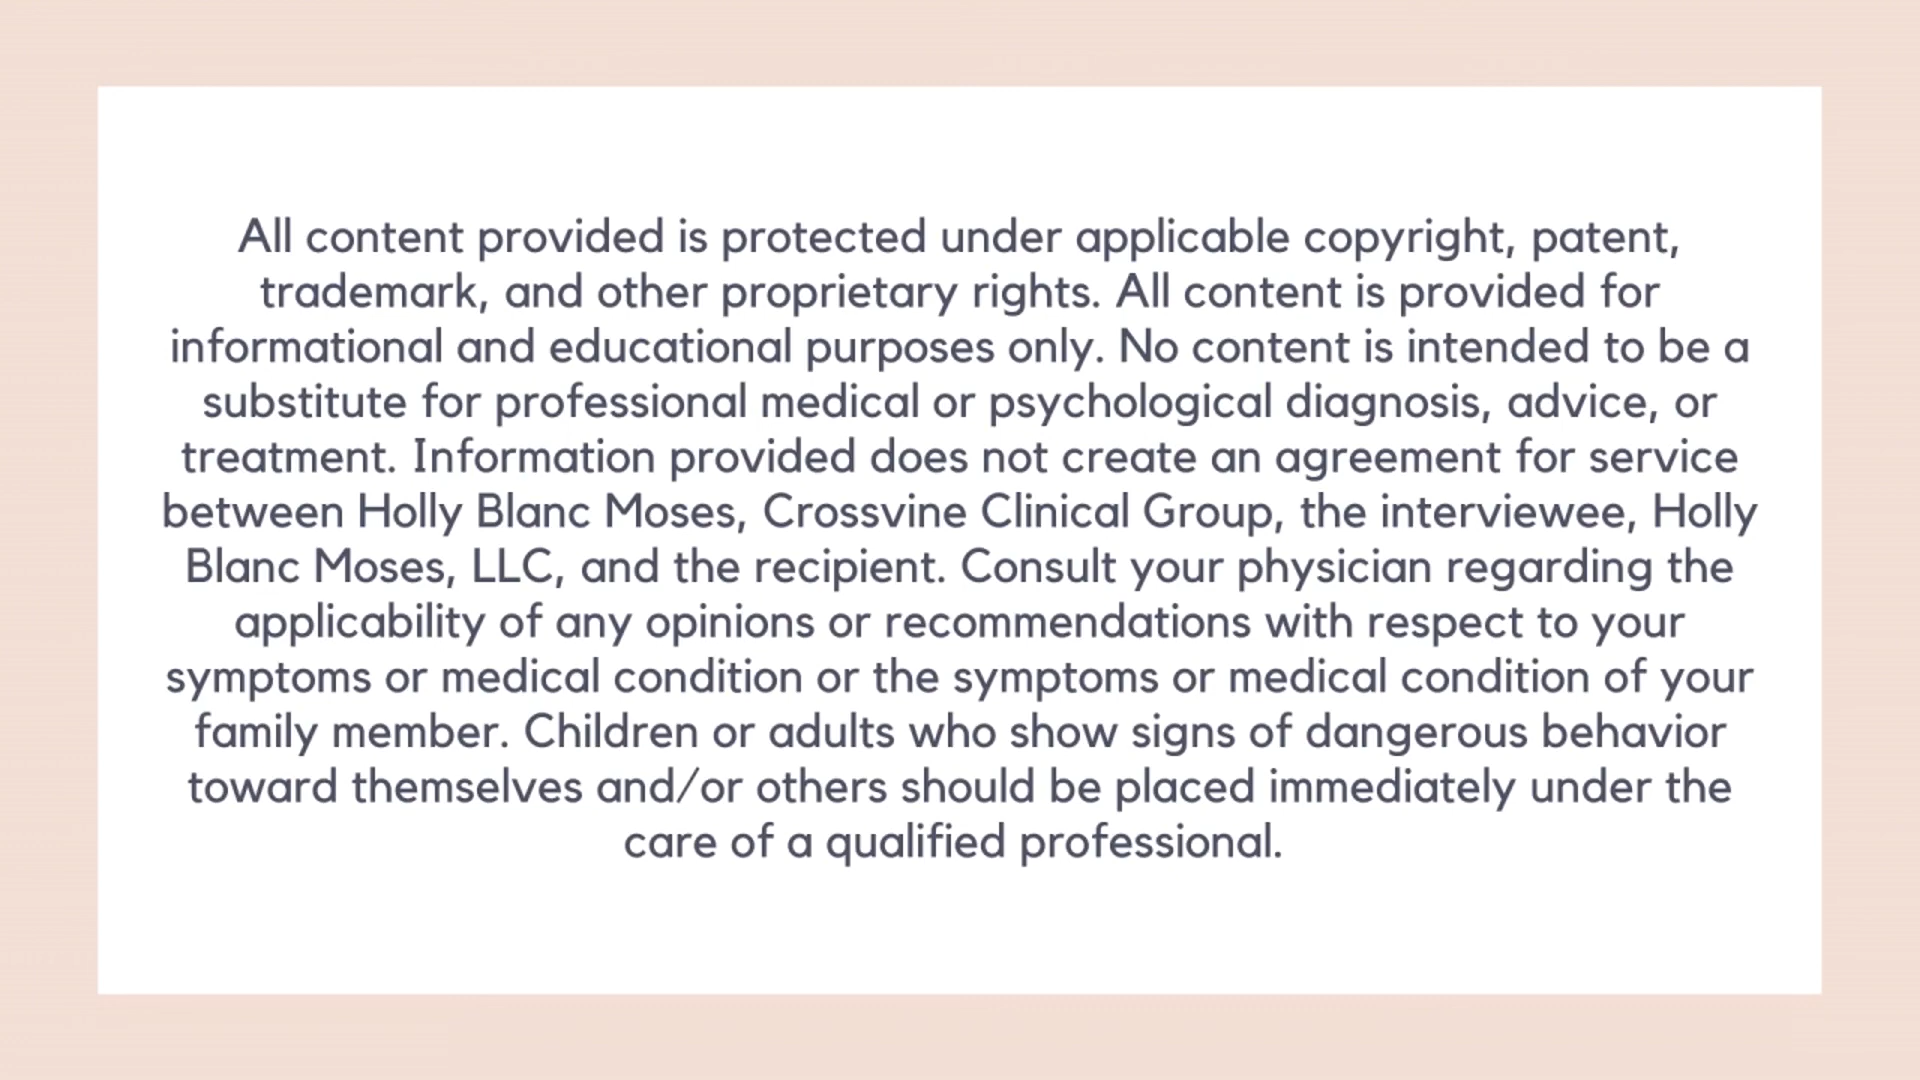 All content provided is protected under applicable copyright, patent,
trademark, and other proprietary rights. All content is provided for
informational and educational purposes only. No content is intended to be a
substitute for professional medical or psychological diagnosis, advice, or
treatment. Information provided does not create an agreement for service
between Holly Blanc Moses, Crossvine Clinical Group, the interviewee, Holly
Blanc Moses, LLC, and the recipient. Consult your physician regarding the
applicability of any opinions or recommendations with respect to your
symptoms or medical condition or the symptoms or medical condition of your
family member. Children or adults who show signs of dangerous behavior
toward themselves and/or others should be placed immediately under the
care of a qualified professional.